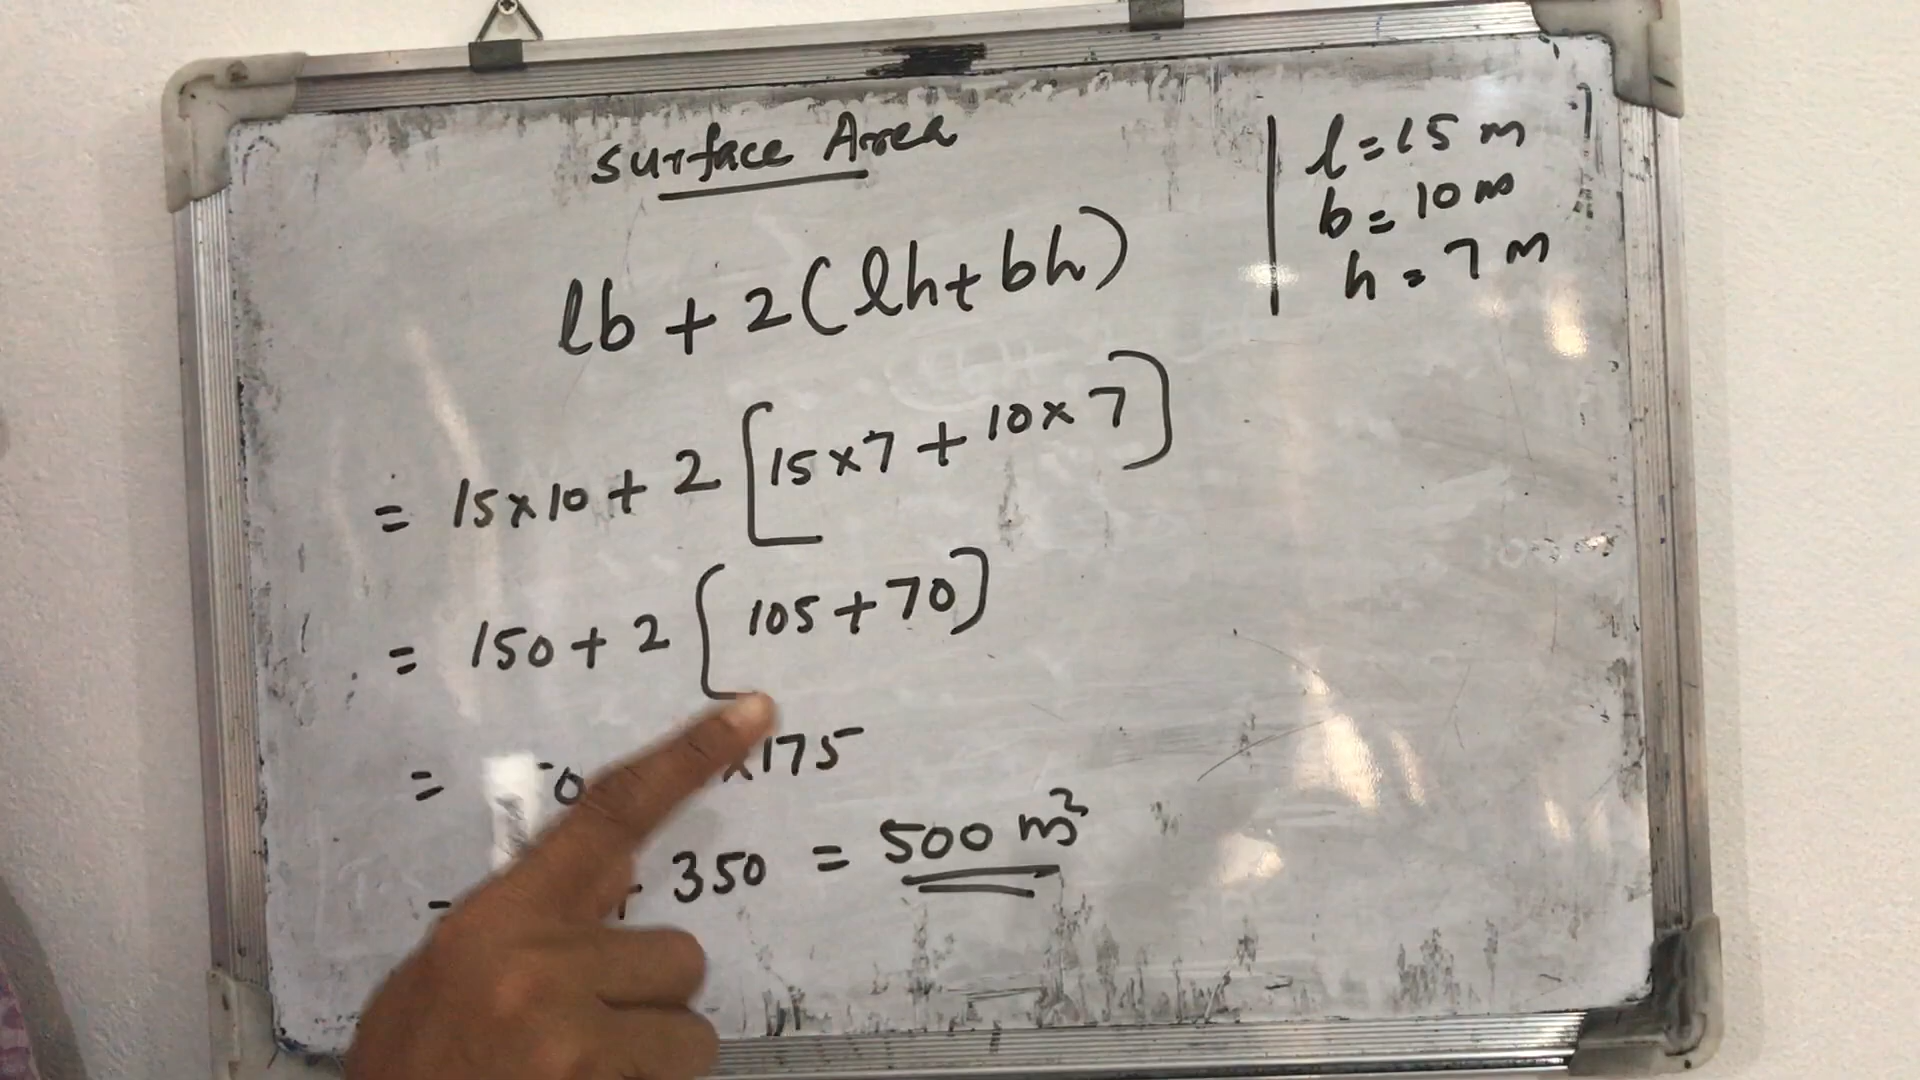 Surface Area
l = 15 m
b = 10 m
h = 7 m
lb + 2 (lh + bh)
= 15 x 10 + 2 [15 x 7 + 10 x 7]
= 150 + 2 [105 + 70]
= 0 x 175
= + 350 = 500 m²